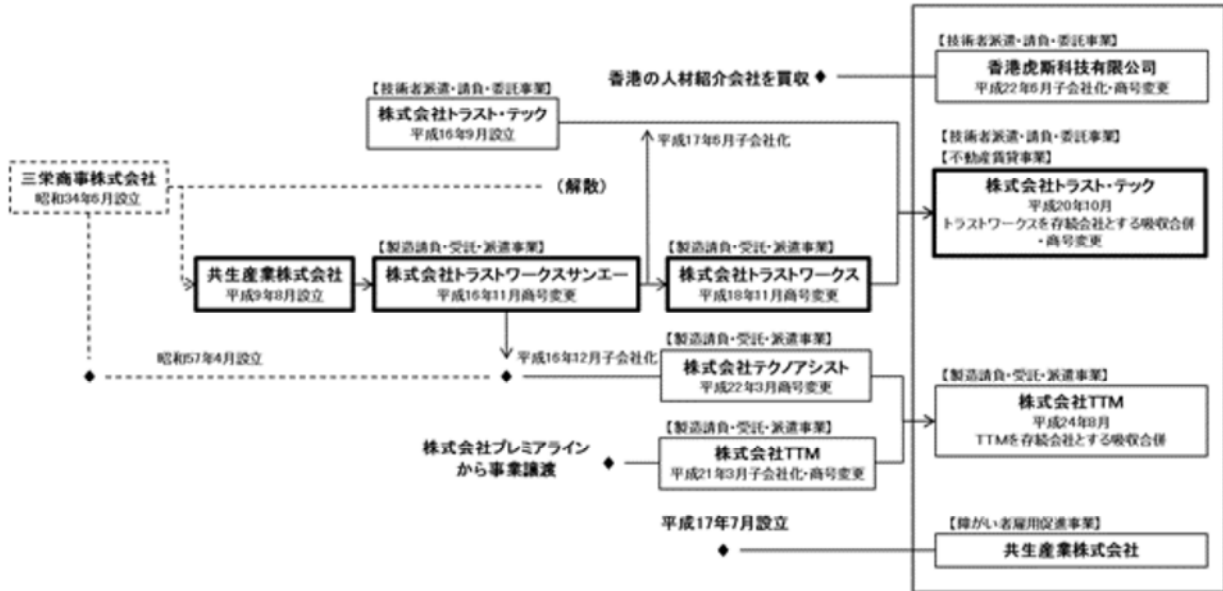 【技術者派遣・請負・委託事業】
香港の人材紹介会社を買収
香港虎斯科技有限公司
平成22年6月子会社化・商号変更
【技術者派遣・請負・委託事業】
株式会社トラスト・テック
平成16年9月設立
平成17年6月子会社化
【技術者派遣・請負・委託事業】
【不動産賃貸事業】
株式会社トラスト・テック
平成20年10月
トラストワークスを存続会社とする吸収合併
・商号変更
三栄商事株式会社
昭和34年6月設立
(解散)
共生産業株式会社
平成9年8月設立
【製造請負・受託・派遣事業】
株式会社トラストワークスサンエー
平成16年11月商号変更
【製造請負・受託・派遣事業】
株式会社トラストワークス
平成18年11月商号変更
昭和57年4月設立
平成16年12月子会社化
【製造請負・受託・派遣事業】
株式会社テクノアシスト
平成22年3月商号変更
【製造請負・受託・派遣事業】
株式会社TTM
平成24年8月
TTMを存続会社とする吸収合併
株式会社プレミアライン
から事業譲渡
【製造請負・受託・派遣事業】
株式会社TTM
平成21年3月子会社化・商号変更
平成17年7月設立
【障がい者雇用促進事業】
共生産業株式会社